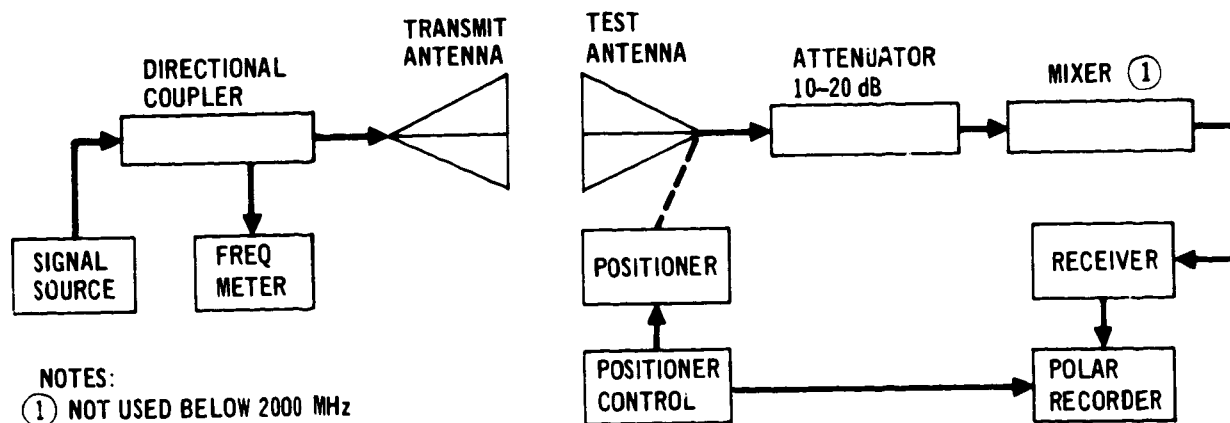 TRANSMIT
ANTENNA
TEST
ANTENNA
DIRECTIONAL
COUPLER
ATTENUATOR
10-20 dB
MIXER ①
SIGNAL
SOURCE
FREQ
METER
POSITIONER
RECEIVER
POSITIONER
CONTROL
POLAR
RECORDER
NOTES:
① NOT USED BELOW 2000 MHz